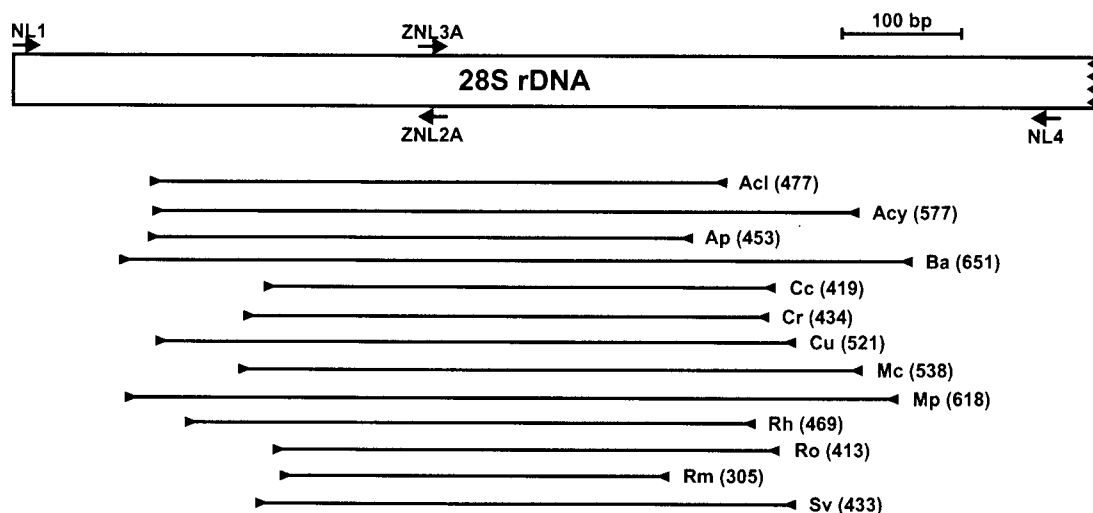 NL1
ZNL3A
100 bp
28S rDNA
ZNL2A
NL4
Acl (477)
Acy (577)
Ap (453)
Ba (651)
Cc (419)
Cr (434)
Cu (521)
Mc (538)
Mp (618)
Rh (469)
Ro (413)
Rm (305)
Sv (433)